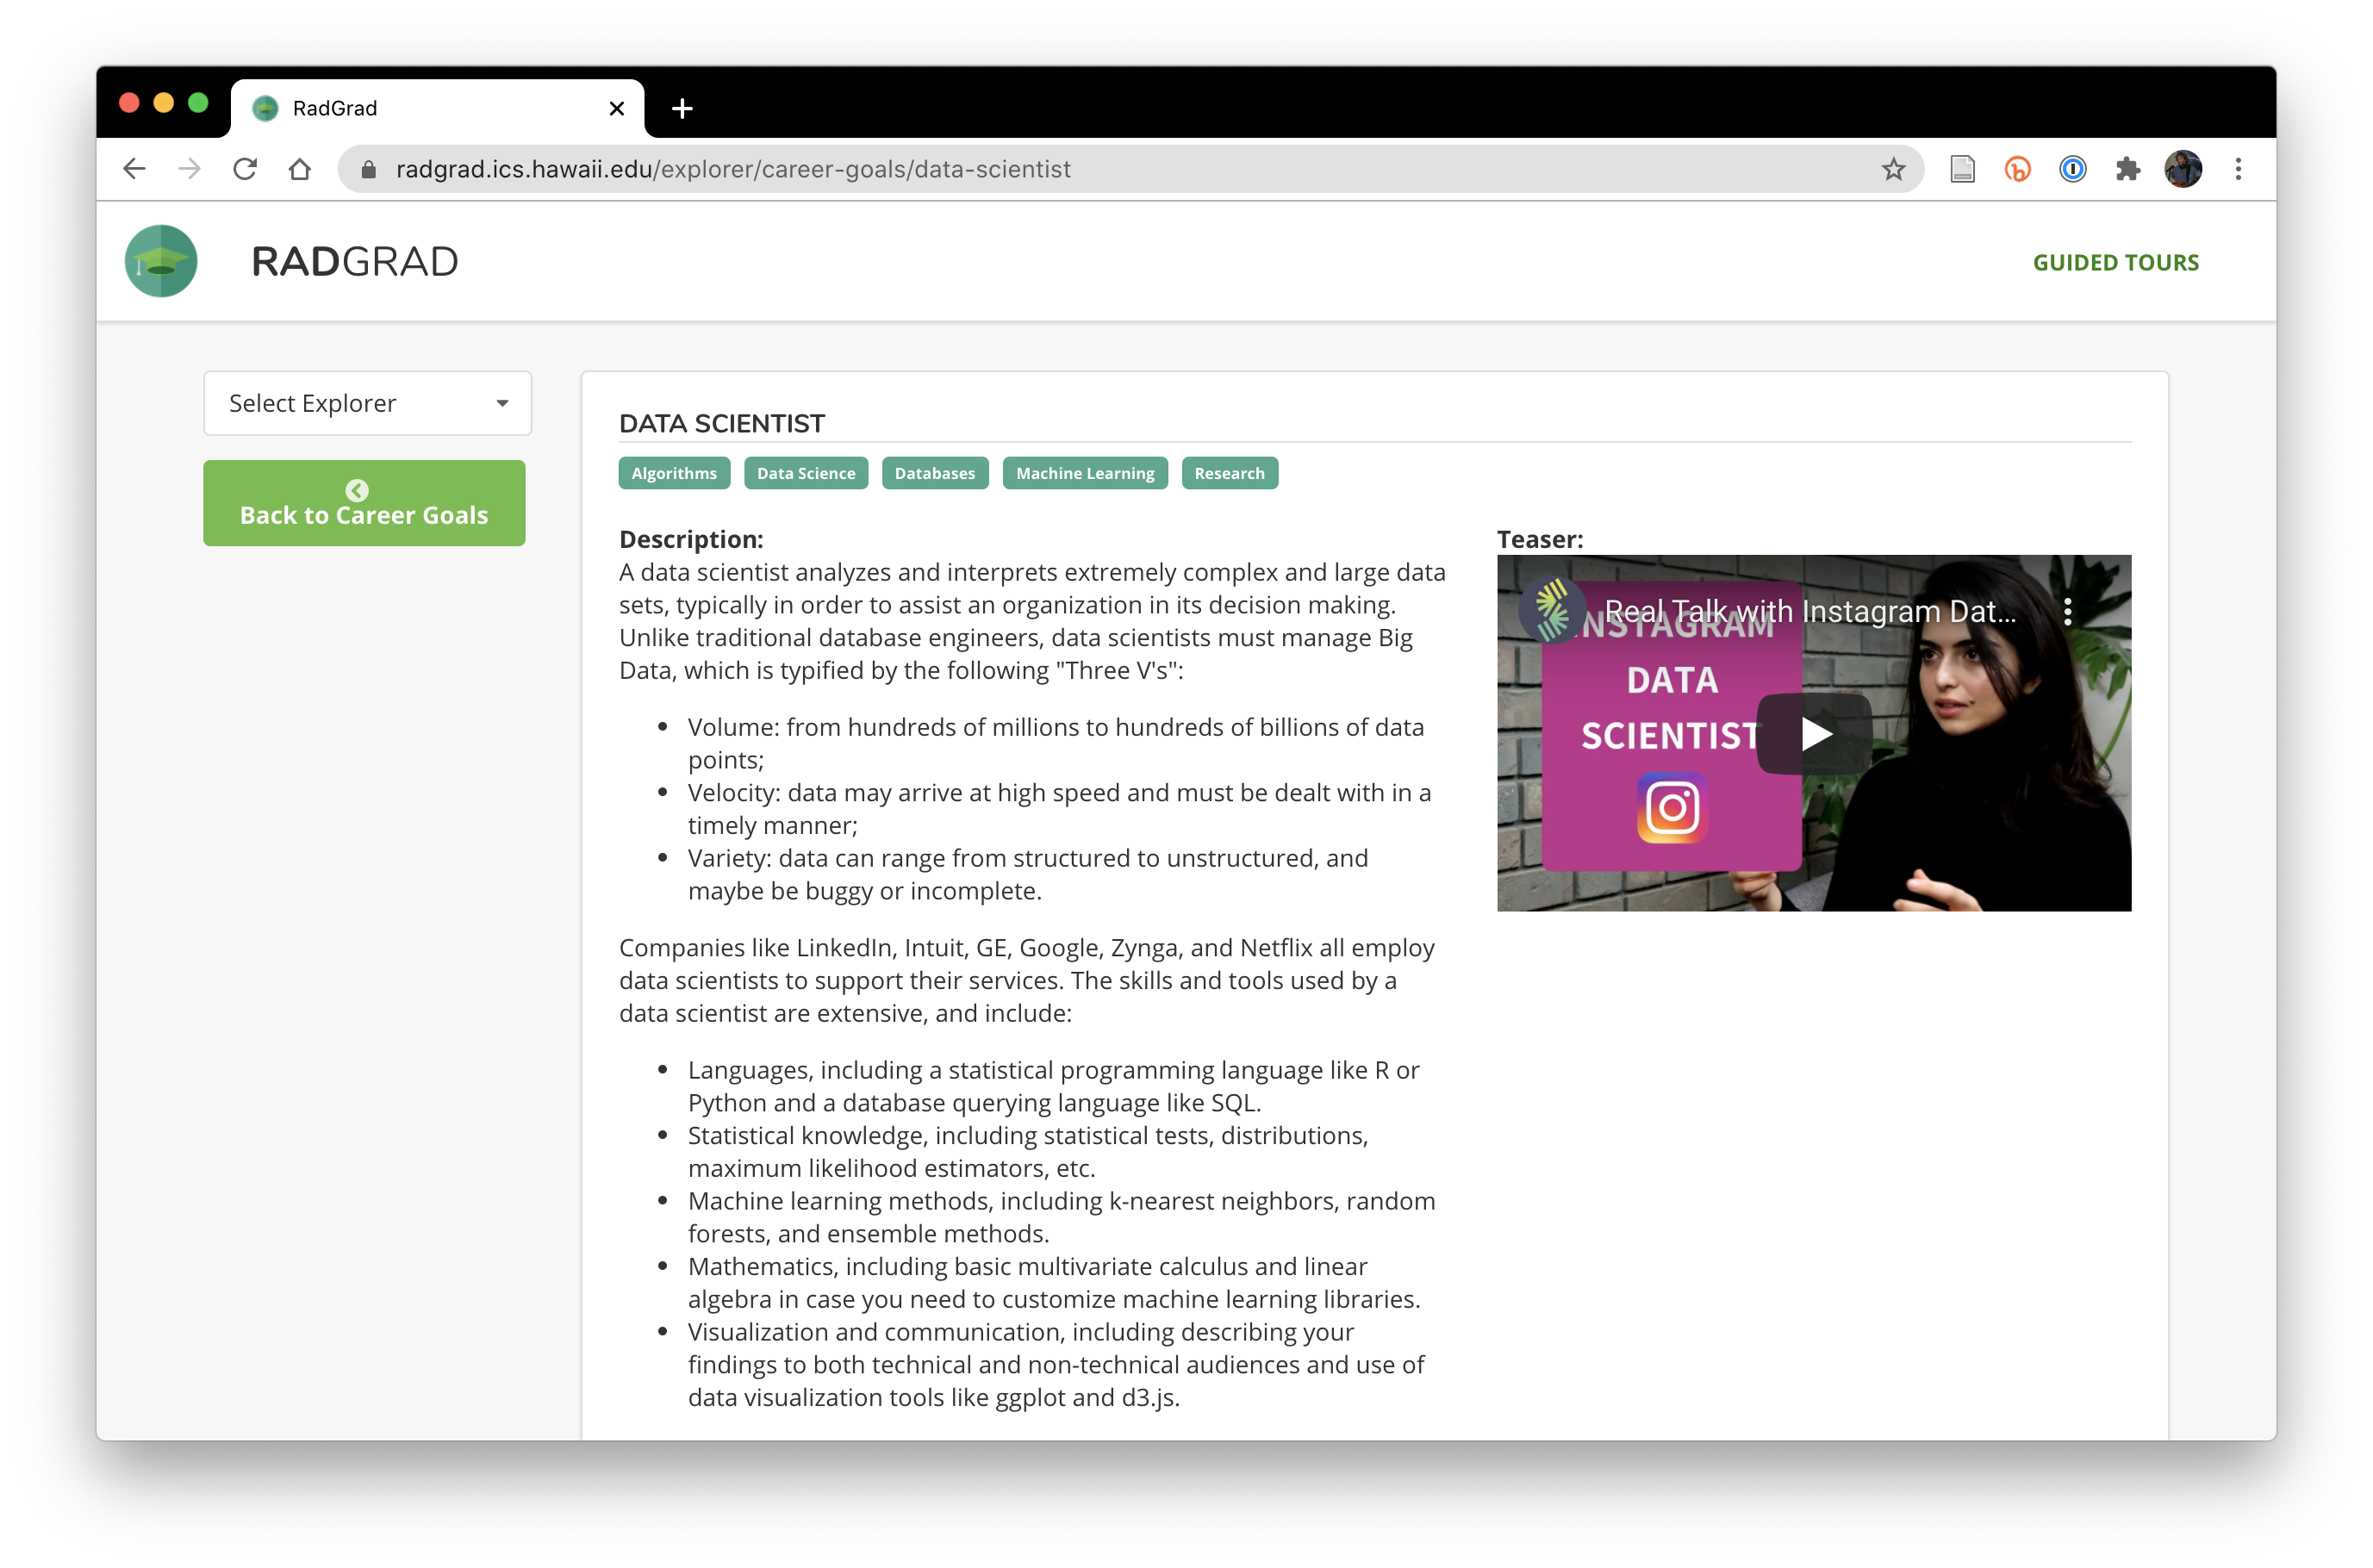 RadGrad
radgrad.ics.hawaii.edu/explorer/career-goals/data-scientist
RADGRAD
GUIDED TOURS
Select Explorer
Back to Career Goals
DATA SCIENTIST
Algorithms Data Science Databases Machine Learning Research
Description:
A data scientist analyzes and interprets extremely complex and large data
sets, typically in order to assist an organization in its decision making.
Unlike traditional database engineers, data scientists must manage Big
Data, which is typified by the following "Three V's":
Volume: from hundreds of millions to hundreds of billions of data
points;
Velocity: data may arrive at high speed and must be dealt with in a
timely manner;
Variety: data can range from structured to unstructured, and
maybe be buggy or incomplete.
Companies like LinkedIn, Intuit, GE, Google, Zynga, and Netflix all employ
data scientists to support their services. The skills and tools used by a
data scientist are extensive, and include:
Languages, including a statistical programming language like R or
Python and a database querying language like SQL.
Statistical knowledge, including statistical tests, distributions,
maximum likelihood estimators, etc.
Machine learning methods, including k-nearest neighbors, random
forests, and ensemble methods.
Mathematics, including basic multivariate calculus and linear
algebra in case you need to customize machine learning libraries.
Visualization and communication, including describing your
findings to both technical and non-technical audiences and use of
data visualization tools like ggplot and d3.js.
Teaser:
Real Talk with Instagram Dat...
INSTAGRAM
DATA
SCIENTIST